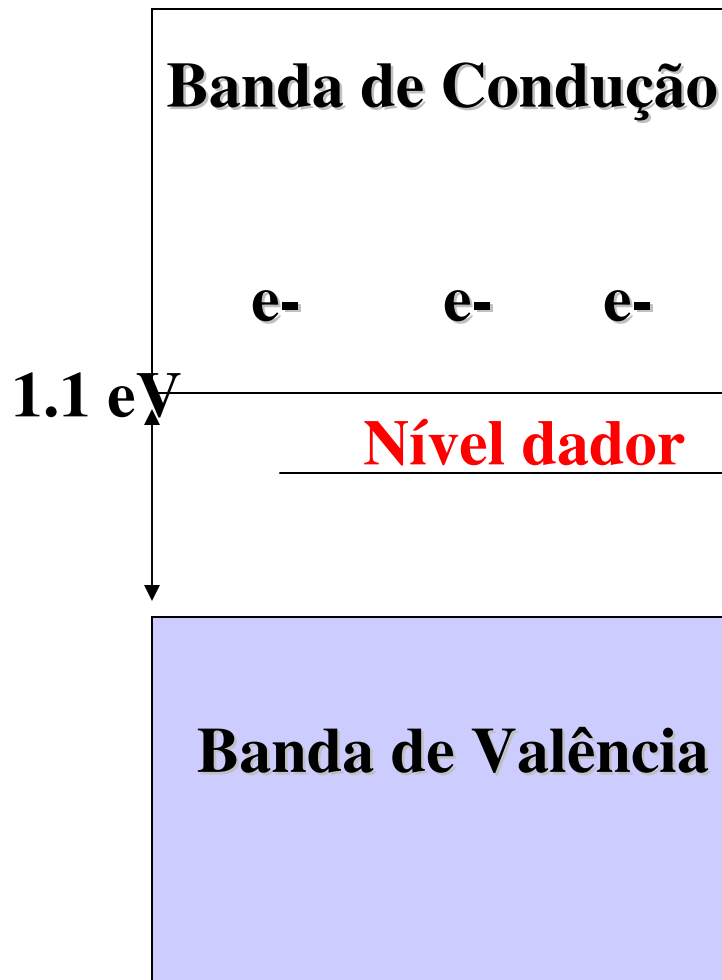 Banda de Condução
e- e- e-
1.1 eV
Nível dador
Banda de Valência